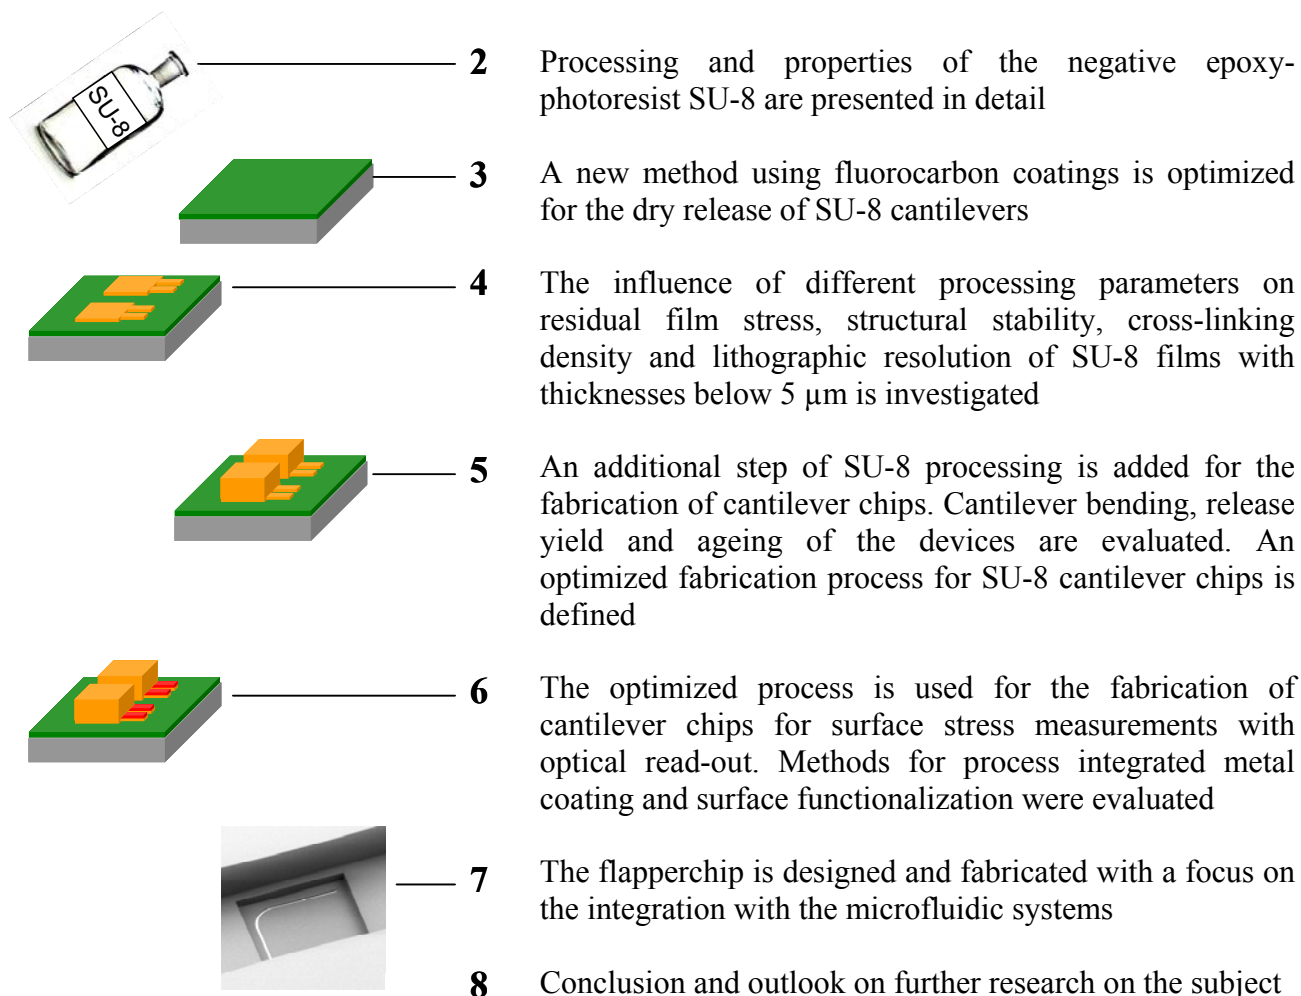 SU-8
2 Processing and properties of the negative epoxy-
photoresist SU-8 are presented in detail
3 A new method using fluorocarbon coatings is optimized
for the dry release of SU-8 cantilevers
4 The influence of different processing parameters on
residual film stress, structural stability, cross-linking
density and lithographic resolution of SU-8 films with
thicknesses below 5 µm is investigated
5 An additional step of SU-8 processing is added for the
fabrication of cantilever chips. Cantilever bending, release
yield and ageing of the devices are evaluated. An
optimized fabrication process for SU-8 cantilever chips is
defined
6 The optimized process is used for the fabrication of
cantilever chips for surface stress measurements with
optical read-out. Methods for process integrated metal
coating and surface functionalization were evaluated
7 The flapperchip is designed and fabricated with a focus on
the integration with the microfluidic systems
8 Conclusion and outlook on further research on the subject